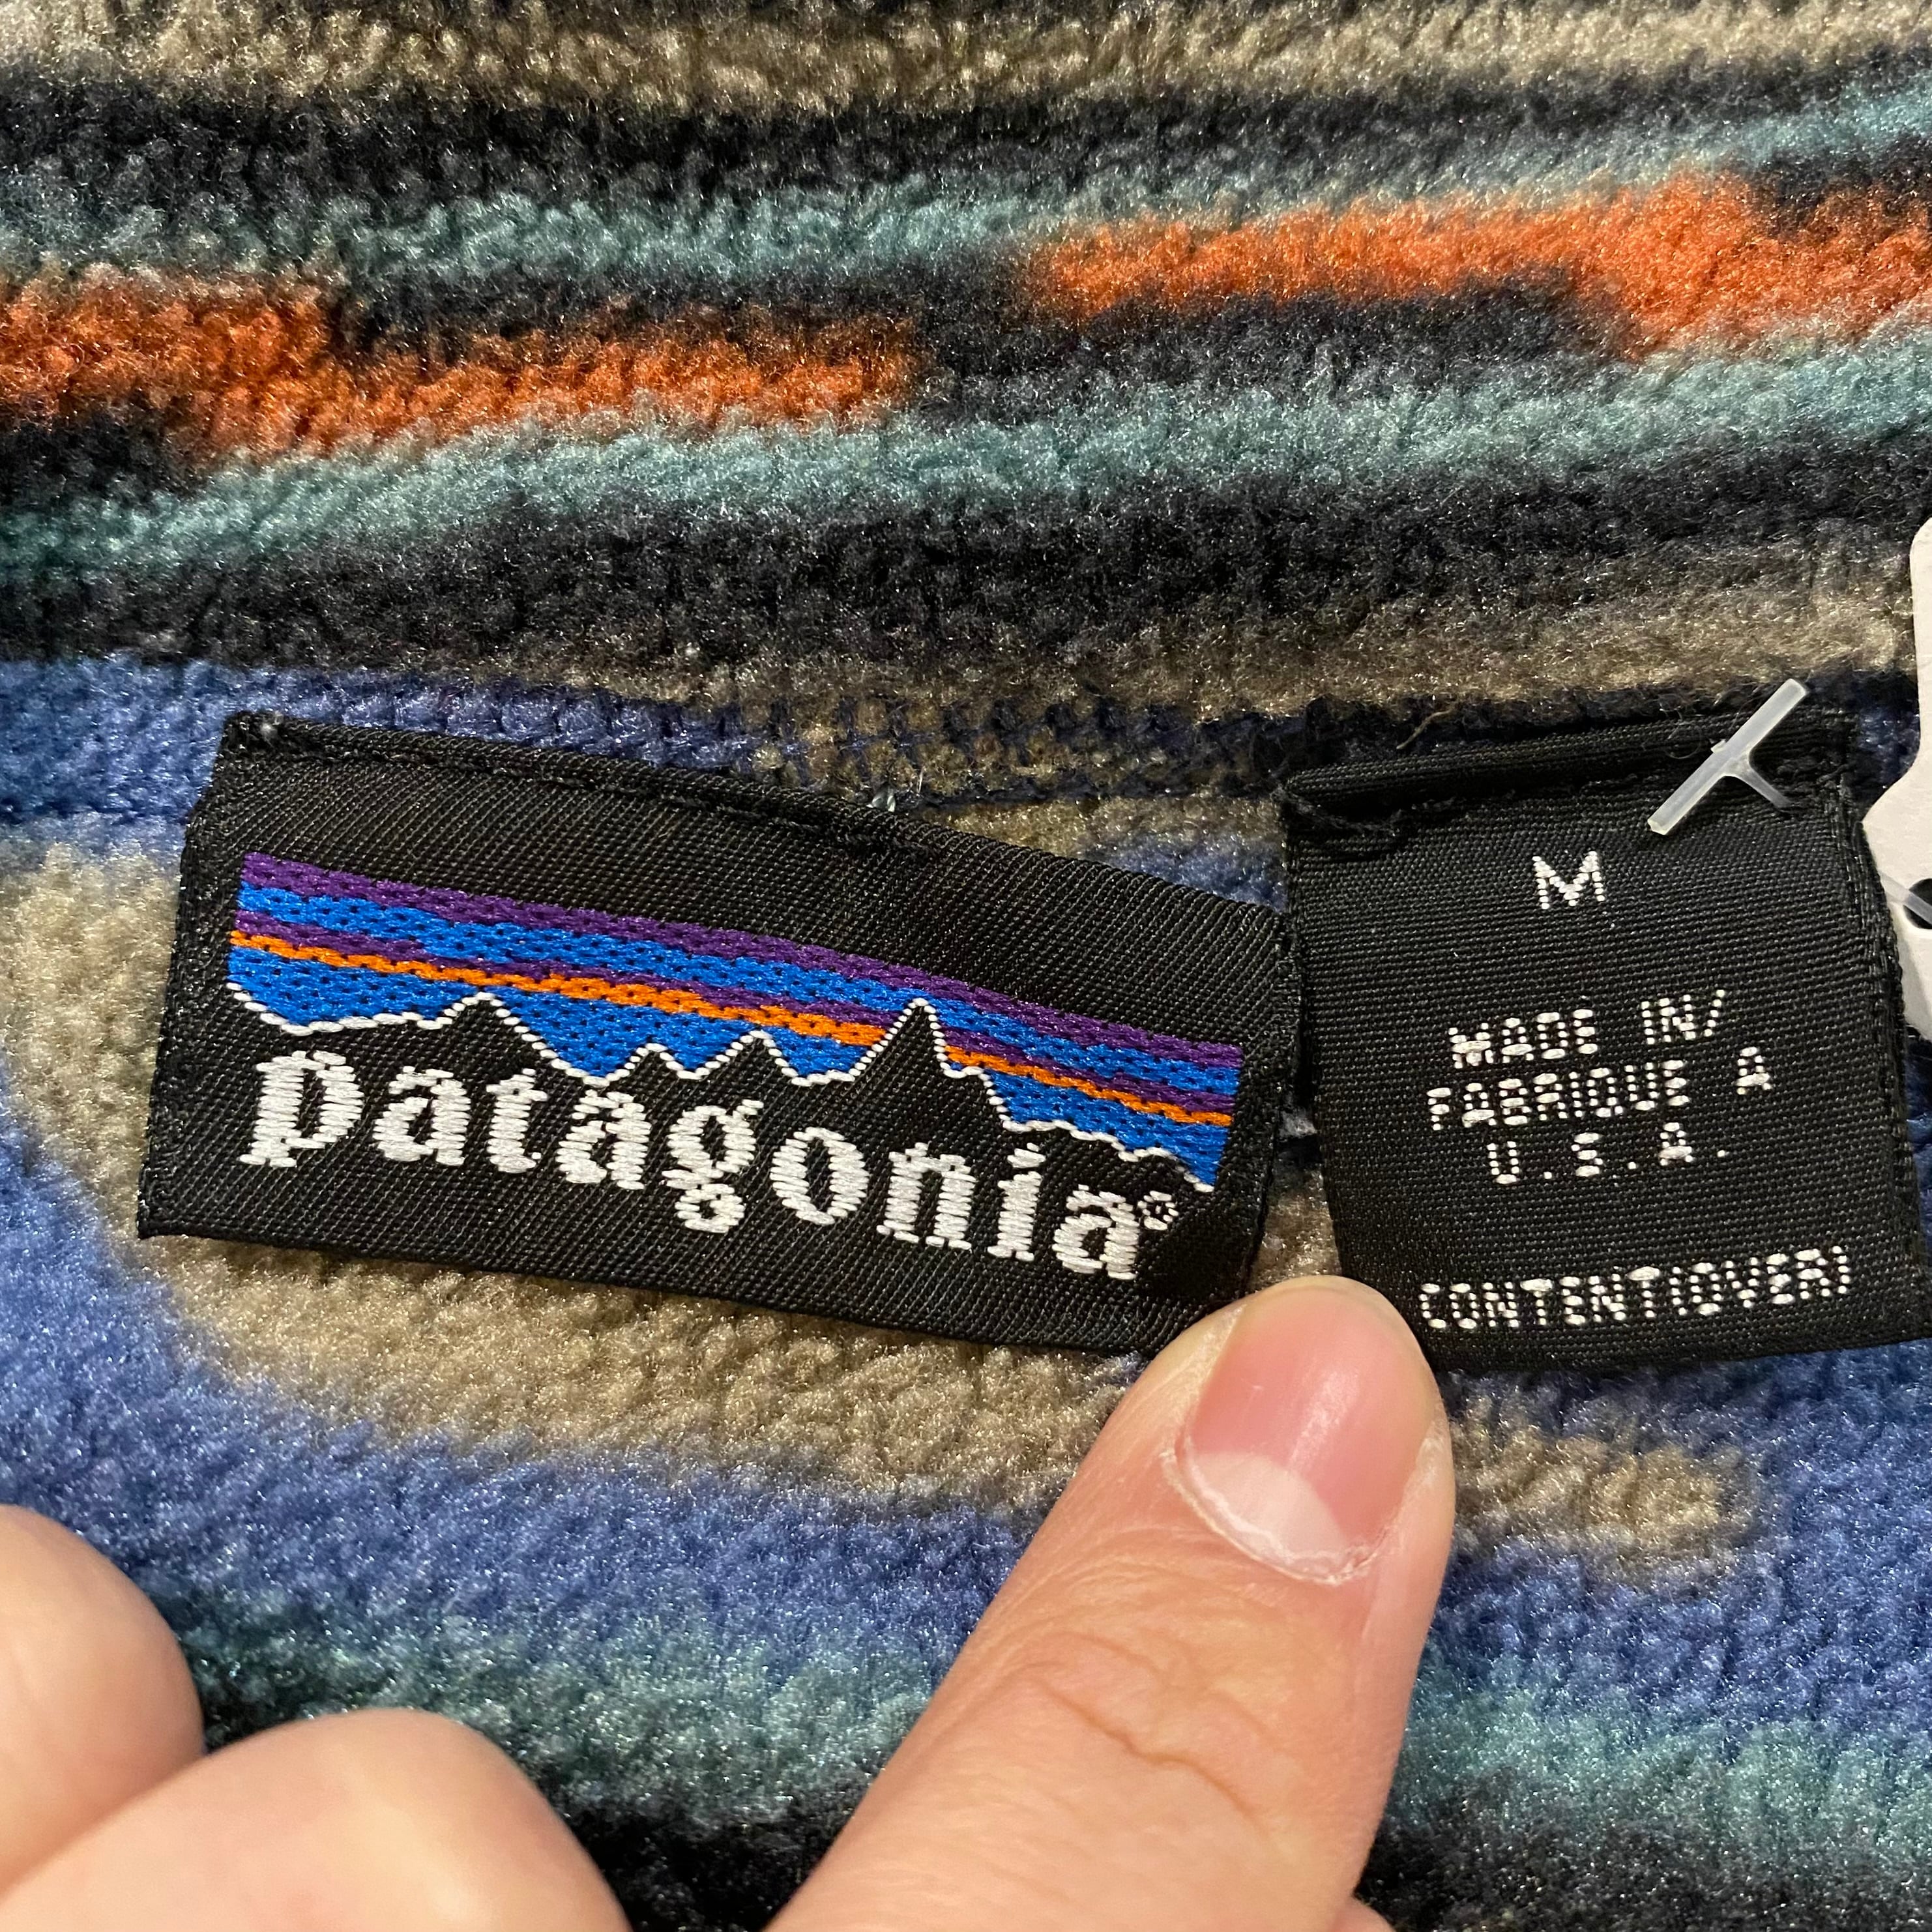 patagonia®
M
MADE IN/
FABRIQUE A
U.S.A.
CONTENT(OVER)